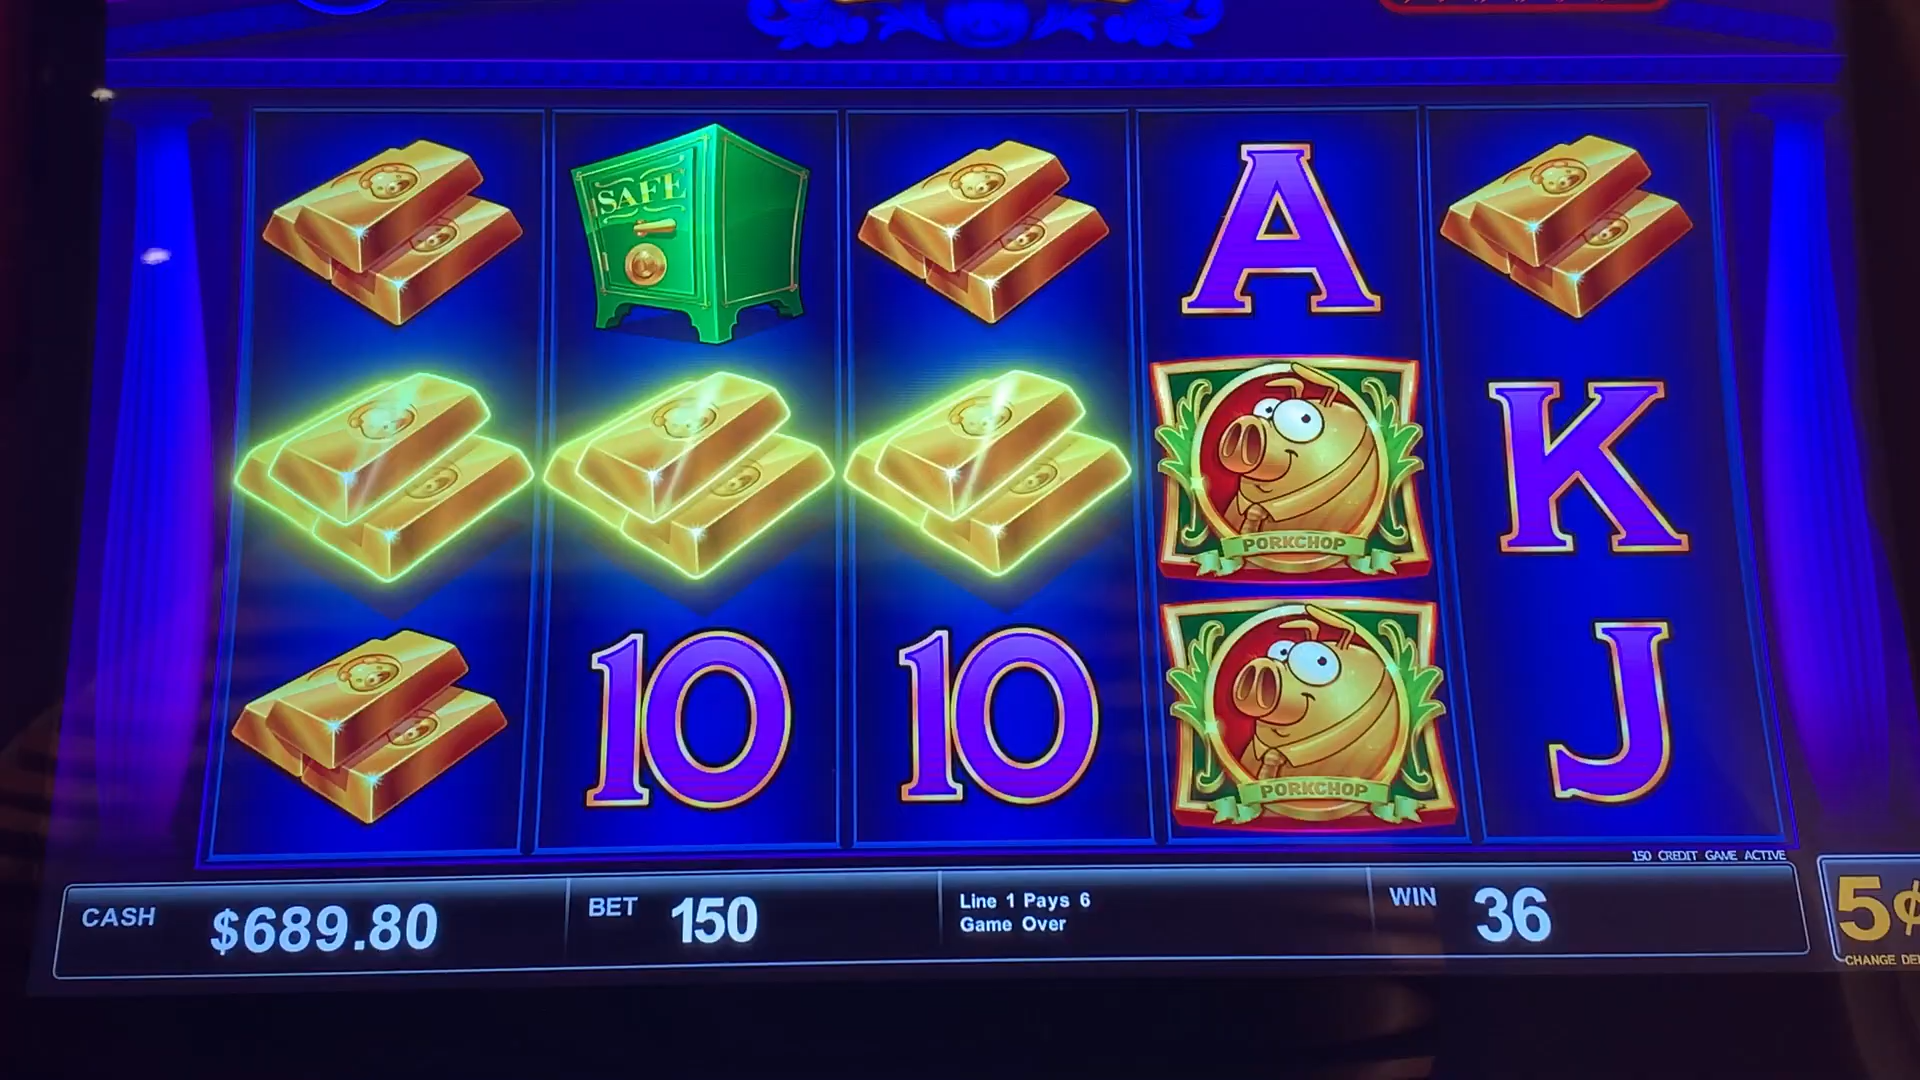 SAFE
A
PORKCHOP
K
10
10
PORKCHOP
J
150 CREDIT GAME ACTIVE
CASH $689.80
BET 150
Line 1 Pays 6
Game Over
WIN 36
5¢
CHANGE